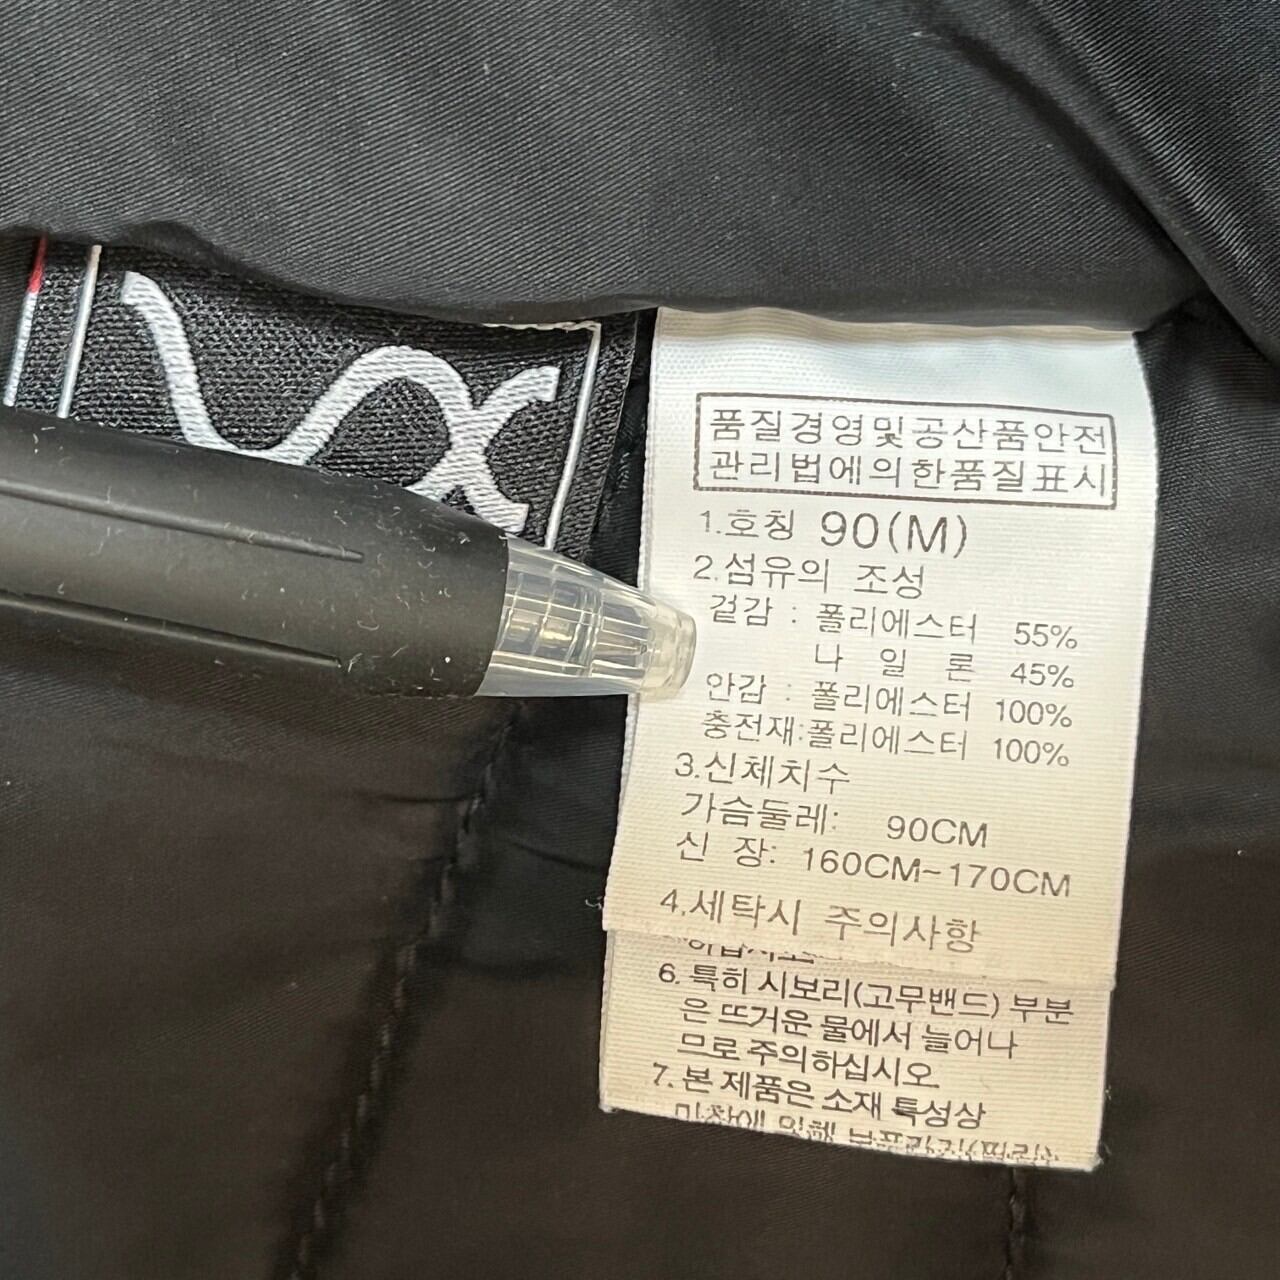 품질경영및공산품안전
관리법에의한품질표시
1.호칭 90(M)
2.섬유의 조성
겉감 : 폴리에스터 55%
나 일 론 45%
안감 : 폴리에스터 100%
충전재:폴리에스터 100%
3.신체치수
가슴둘레: 90CM
신 장: 160CM~170CM
4.세탁시 주의사항
6. 특히 시보리(고무밴드) 부분
은 뜨거운 물에서 늘어나
므로 주의하십시오.
7. 본 제품은 소재 특성상